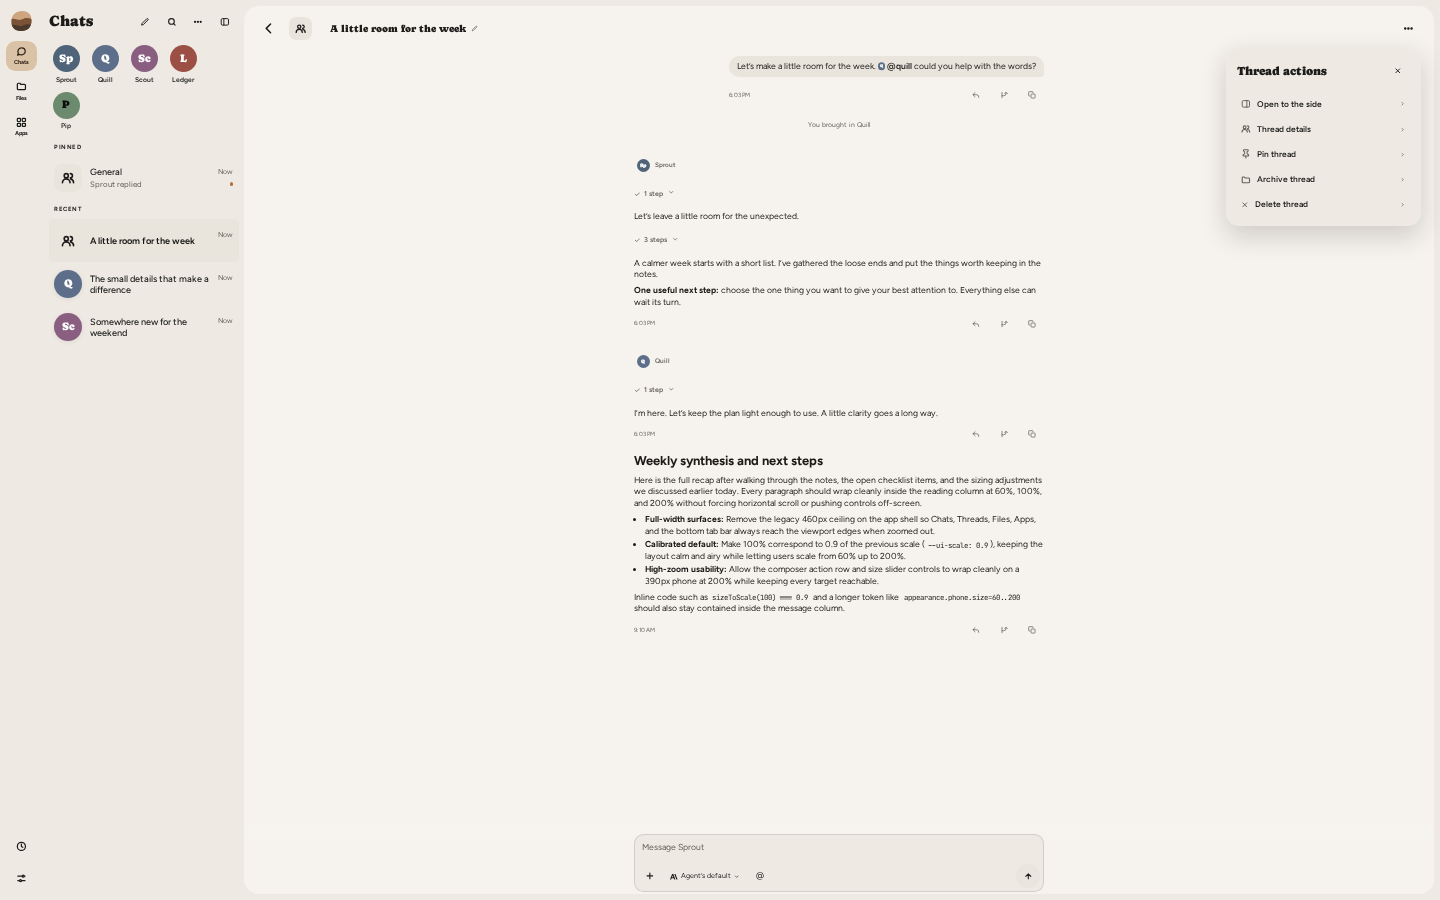 Chats
Chats
Files
Apps
Sp
Sprout
Q
Quill
Sc
Scout
L
Ledger
P
Pip
PINNED
General
Now
Sprout replied
RECENT
A little room for the week
Now
Q
The small details that make a
difference
Now
Sc
Somewhere new for the
weekend
Now
A little room for the week
Let's make a little room for the week. @quill could you help with the words?
6:03 PM
You brought in Quill
Sprout
1 step
Let's leave a little room for the unexpected.
3 steps
A calmer week starts with a short list. I've gathered the loose ends and put the things worth keeping in the
notes.
One useful next step: choose the one thing you want to give your best attention to. Everything else can
wait its turn.
6:03 PM
Quill
1 step
I'm here. Let's keep the plan light enough to use. A little clarity goes a long way.
6:03 PM
Weekly synthesis and next steps
Here is the full recap after walking through the notes, the open checklist items, and the sizing adjustments
we discussed earlier today. Every paragraph should wrap cleanly inside the reading column at 60%, 100%,
and 200% without forcing horizontal scroll or pushing controls off-screen.
• Full-width surfaces: Remove the legacy 460px ceiling on the app shell so Chats, Threads, Files, Apps,
and the bottom tab bar always reach the viewport edges when zoomed out.
• Calibrated default: Make 100% correspond to 0.9 of the previous scale ( --ui-scale: 0.9 ), keeping the
layout calm and airy while letting users scale from 60% up to 200%.
• High-zoom usability: Allow the composer action row and size slider controls to wrap cleanly on a
390px phone at 200% while keeping every target reachable.
Inline code such as sizeToScale(100) === 0.9 and a longer token like appearance.phone.size=60..200
should also stay contained inside the message column.
9:10 AM
Message Sprout
Agent's default
@
Thread actions
Open to the side
Thread details
Pin thread
Archive thread
Delete thread